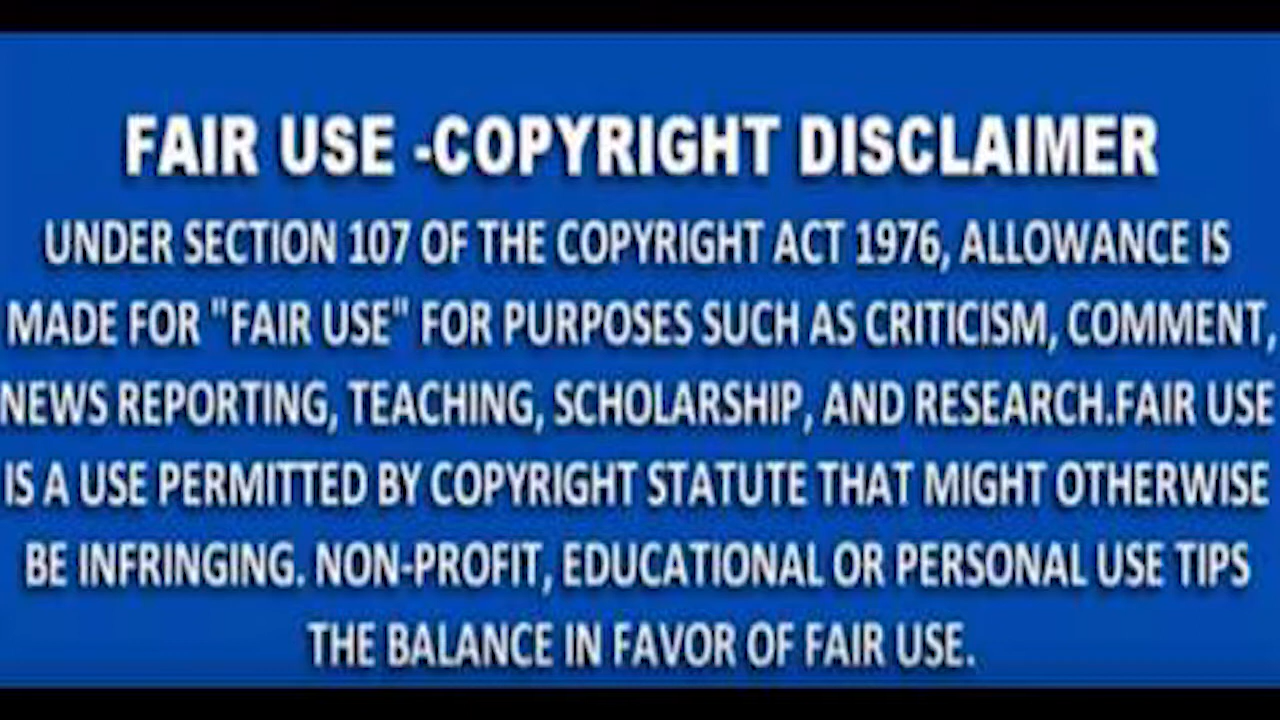 FAIR USE -COPYRIGHT DISCLAIMER
UNDER SECTION 107 OF THE COPYRIGHT ACT 1976, ALLOWANCE IS
MADE FOR "FAIR USE" FOR PURPOSES SUCH AS CRITICISM, COMMENT,
NEWS REPORTING, TEACHING, SCHOLARSHIP, AND RESEARCH.FAIR USE
IS A USE PERMITTED BY COPYRIGHT STATUTE THAT MIGHT OTHERWISE
BE INFRINGING. NON-PROFIT, EDUCATIONAL OR PERSONAL USE TIPS
THE BALANCE IN FAVOR OF FAIR USE.